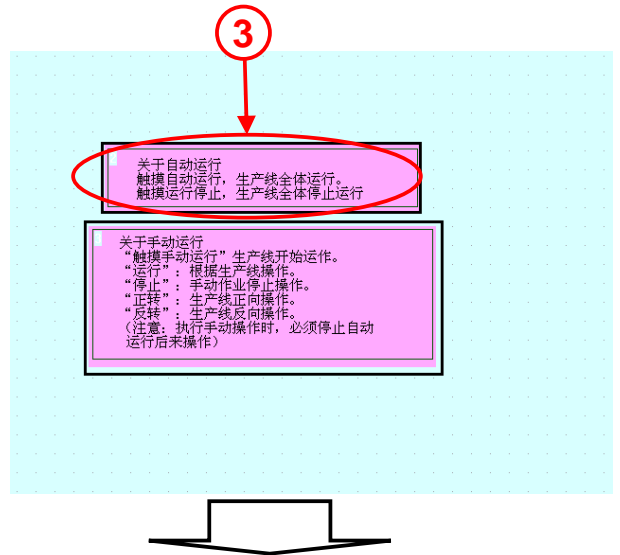 3
关于自动运行
触摸自动运行，生产线全体运行。
触摸运行停止，生产线全体停止运行
关于手动运行
“触摸手动运行”生产线开始运作。
“运行”：根据生产线操作。
“停止”：手动作业停止操作。
“正转”：生产线正向操作。
“反转”：生产线反向操作。
（注意：执行手动操作时，必须停止自动
运行后来操作）